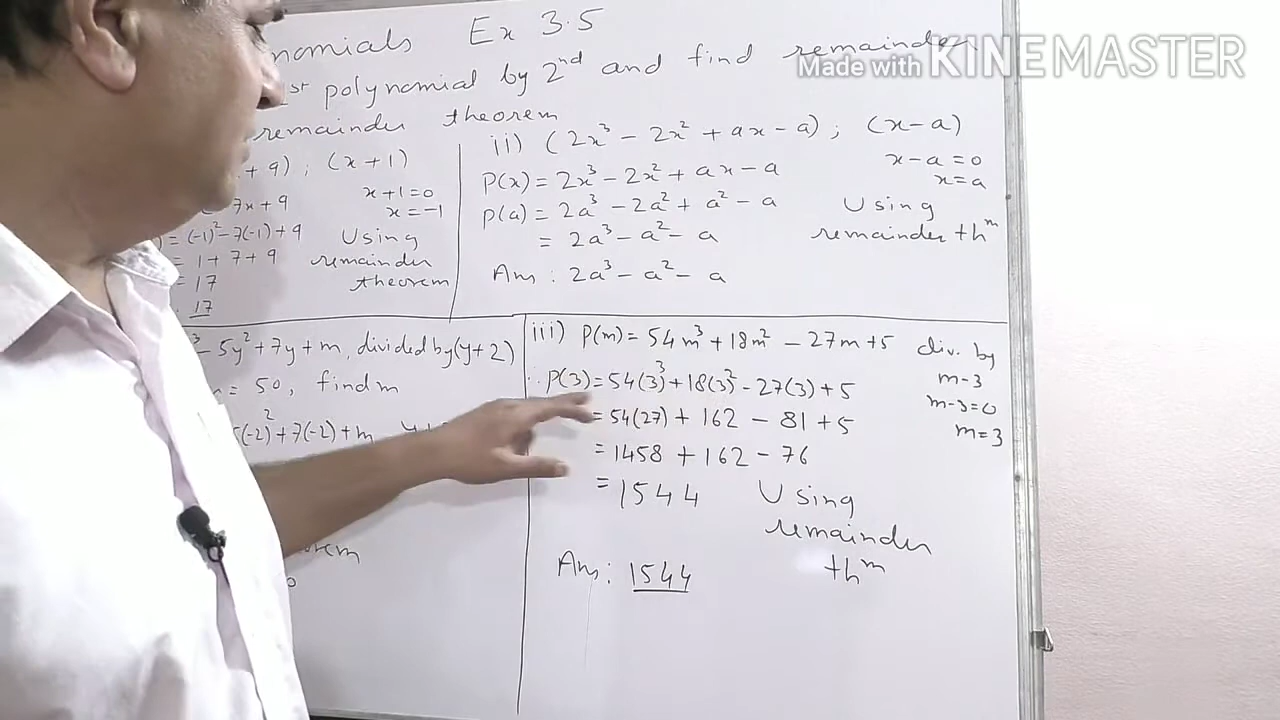 nomials Ex 3.5
Made with KINEMASTER
st polynomial by 2nd and find remainder
remainder theorem
+ 9) ; (x+1)
x+1=0
7x+9
x=-1
= (-1)² - 7(-1) + 9 Using
= 1 + 7 + 9 remainder
= 17 theorem
17
ii) (2x³ - 2x² + ax - a) ; (x-a)
x-a=0
P(x) = 2x³ - 2x² + ax - a
x=a
P(a) = 2a³ - 2a² + a² - a Using
= 2a³ - a² - a remainder thm
Ans : 2a³ - a² - a
³ - 5y² + 7y + m, divided by (y+2)
= 50, find m
(-2)² + 7(-2) + m
iii) P(m) = 54m³ + 18m² - 27m + 5 div. by
m-3
P(3) = 54(3)³ + 18(3)² - 27(3) + 5
m-3=0
= 54(27) + 162 - 81 + 5
m=3
= 1458 + 162 - 76
= 1544 Using
remainder
thm
Ans: 1544